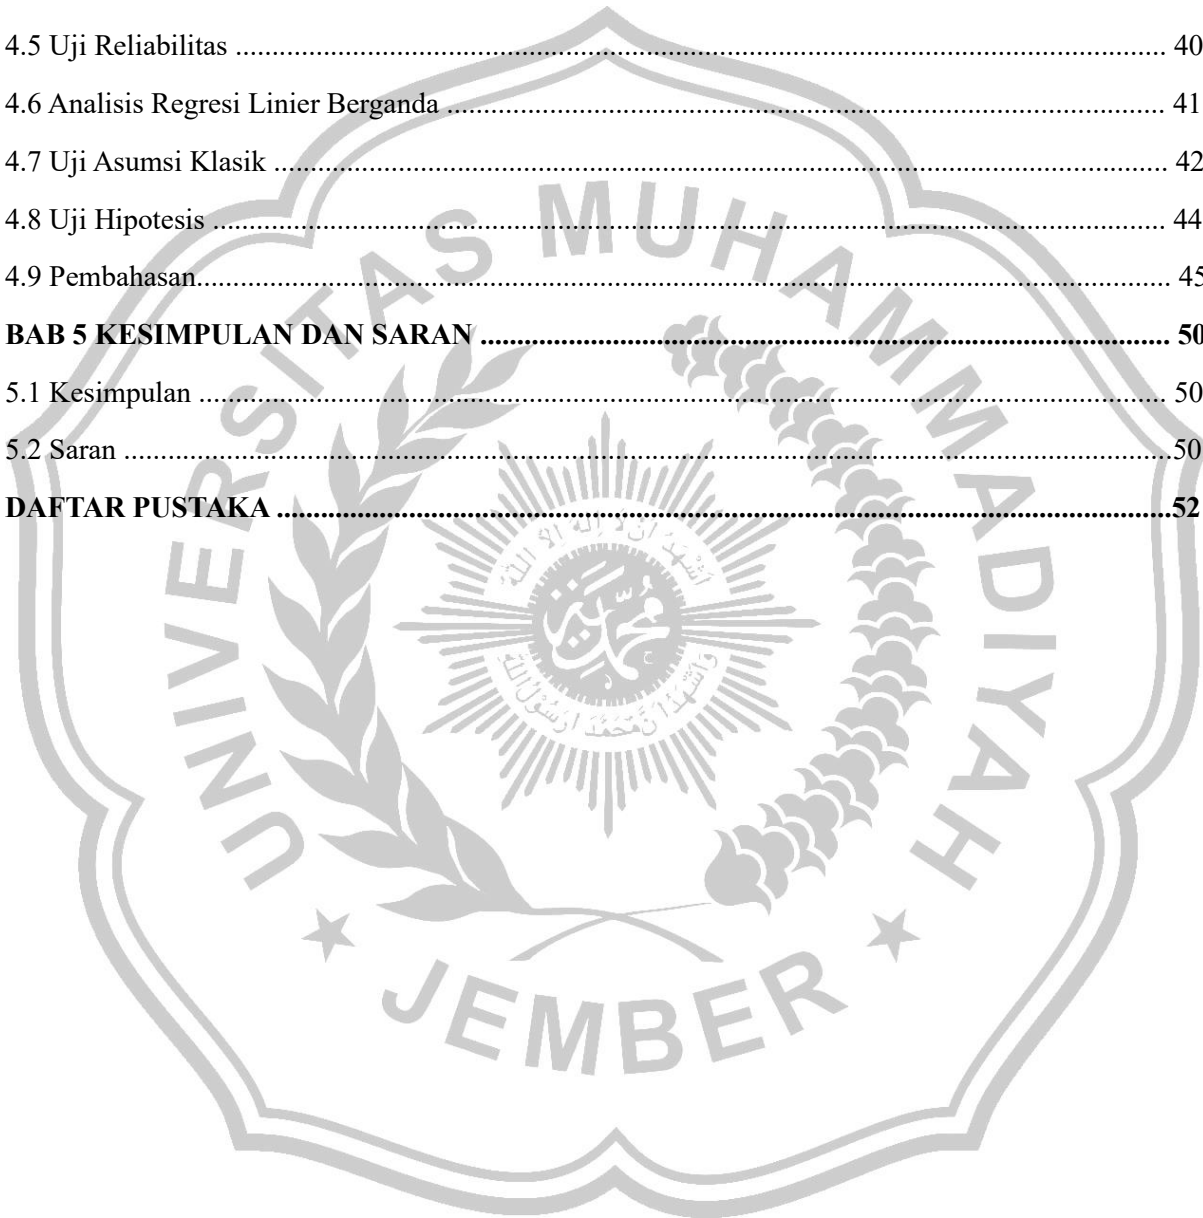 4.5 Uji Reliabilitas ........................................................................................................................ 40
4.6 Analisis Regresi Linier Berganda ............................................................................................. 41
4.7 Uji Asumsi Klasik ................................................................................................................... 42
4.8 Uji Hipotesis ........................................................................................................................... 44
4.9 Pembahasan............................................................................................................................. 45
BAB 5 KESIMPULAN DAN SARAN ......................................................................................... 50
5.1 Kesimpulan ............................................................................................................................. 50
5.2 Saran .......................................................................................................................................50
DAFTAR PUSTAKA ...................................................................................................................52
UNIVERSITAS MUHAMMADIYAH
JEMBER